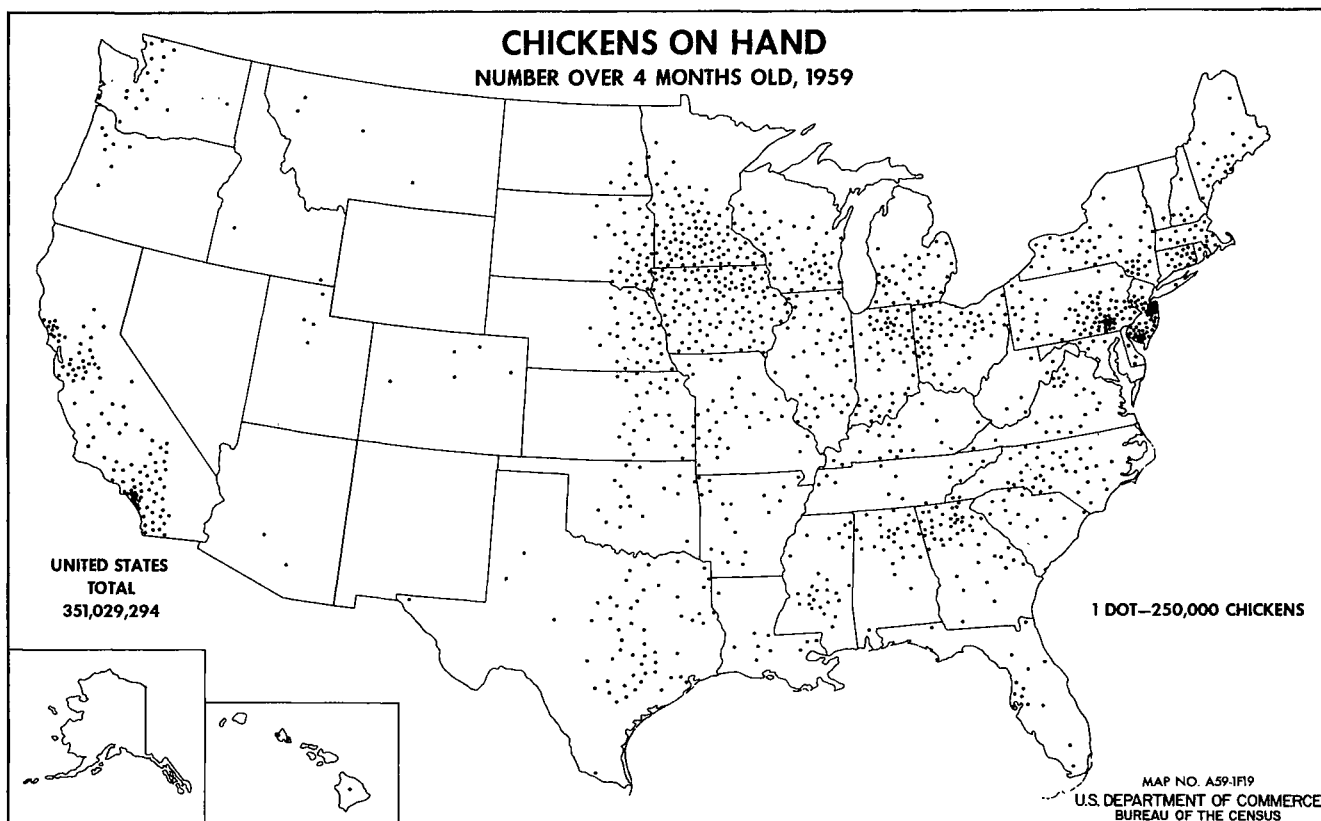 CHICKENS ON HAND
NUMBER OVER 4 MONTHS OLD, 1959
UNITED STATES
TOTAL
351,029,294
1 DOT—250,000 CHICKENS
MAP NO. A59-1F19
U.S. DEPARTMENT OF COMMERCE
BUREAU OF THE CENSUS